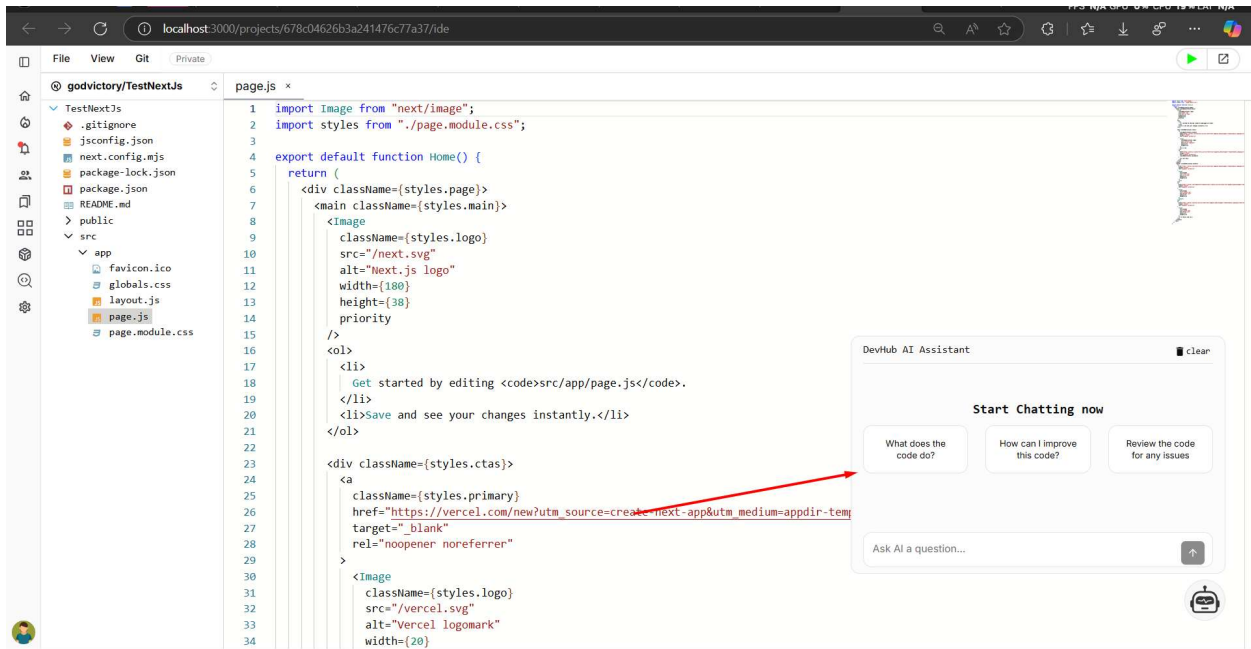 FPS N/A GPU 0% CPU 19% LAT N/A
localhost:3000/projects/678c04626b3a241476c77a37/ide
File View Git Private
godvictory/TestNextJs
page.js ×
TestNextJs
.gitignore
jsconfig.json
next.config.mjs
package-lock.json
package.json
README.md
public
src
app
favicon.ico
globals.css
layout.js
page.js
page.module.css
1 import Image from "next/image";
2 import styles from "./page.module.css";
3
4 export default function Home() {
5 return (
6 <div className={styles.page}>
7 <main className={styles.main}>
8 <Image
9 className={styles.logo}
10 src="/next.svg"
11 alt="Next.js logo"
12 width={180}
13 height={38}
14 priority
15 />
16 <ol>
17 <li>
18 Get started by editing <code>src/app/page.js</code>.
19 </li>
20 <li>Save and see your changes instantly.</li>
21 </ol>
22
23 <div className={styles.ctas}>
24 <a
25 className={styles.primary}
26 href="https://vercel.com/new?utm_source=create-next-app&utm_medium=appdir-temp
27 target="_blank"
28 rel="noopener noreferrer"
29 >
30 <Image
31 className={styles.logo}
32 src="/vercel.svg"
33 alt="Vercel logomark"
34 width={20}
DevHub AI Assistant
clear
Start Chatting now
What does the
code do?
How can I improve
this code?
Review the code
for any issues
Ask AI a question...